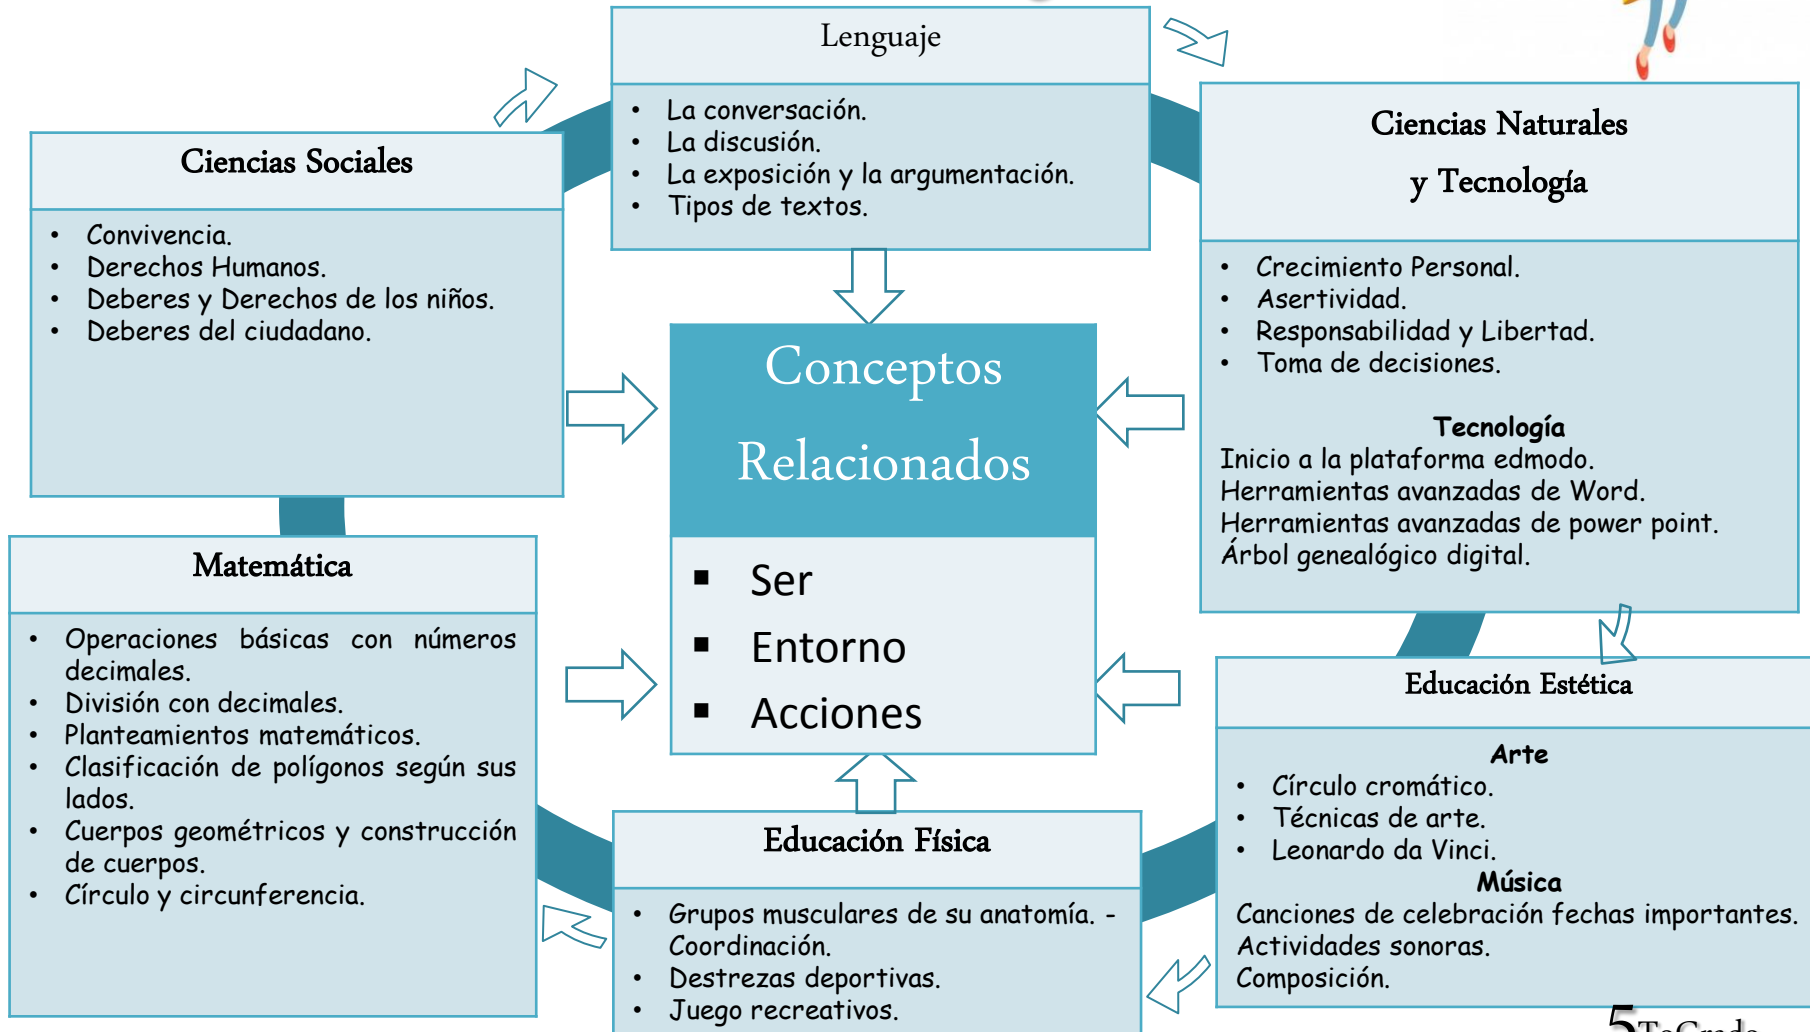 Lenguaje
• La conversación.
• La discusión.
• La exposición y la argumentación.
• Tipos de textos.
Ciencias Sociales
• Convivencia.
• Derechos Humanos.
• Deberes y Derechos de los niños.
• Deberes del ciudadano.
Ciencias Naturales
y Tecnología
• Crecimiento Personal.
• Asertividad.
• Responsabilidad y Libertad.
• Toma de decisiones.
Tecnología
Inicio a la plataforma edmodo.
Herramientas avanzadas de Word.
Herramientas avanzadas de power point.
Árbol genealógico digital.
Conceptos
Relacionados
▪ Ser
▪ Entorno
▪ Acciones
Matemática
• Operaciones básicas con números
decimales.
• División con decimales.
• Planteamientos matemáticos.
• Clasificación de polígonos según sus
lados.
• Cuerpos geométricos y construcción
de cuerpos.
• Círculo y circunferencia.
Educación Física
• Grupos musculares de su anatomía. -
Coordinación.
• Destrezas deportivas.
• Juego recreativos.
Educación Estética
Arte
• Círculo cromático.
• Técnicas de arte.
• Leonardo da Vinci.
Música
Canciones de celebración fechas importantes.
Actividades sonoras.
Composición.
5ToGrado